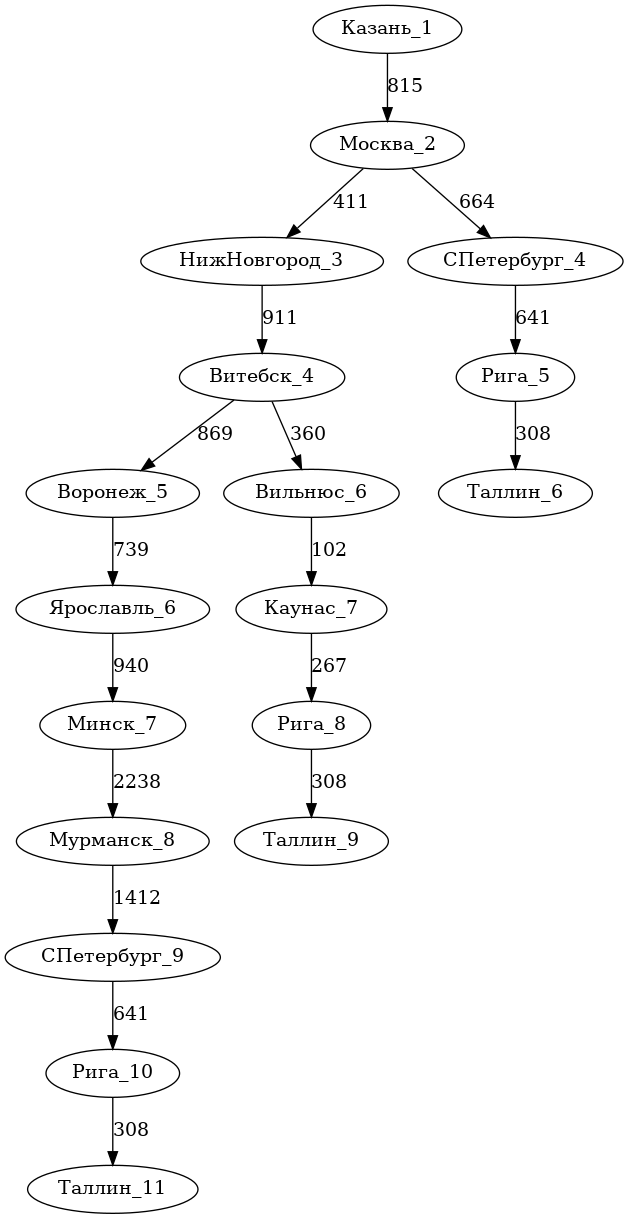 Казань_1
815
Москва_2
411
664
НижНовгород_3
СПетербург_4
911
641
Витебск_4
Рига_5
869
360
308
Воронеж_5
Вильнюс_6
Таллин_6
739
102
Ярославль_6
Каунас_7
940
267
Минск_7
Рига_8
2238
308
Мурманск_8
Таллин_9
1412
СПетербург_9
641
Рига_10
308
Таллин_11